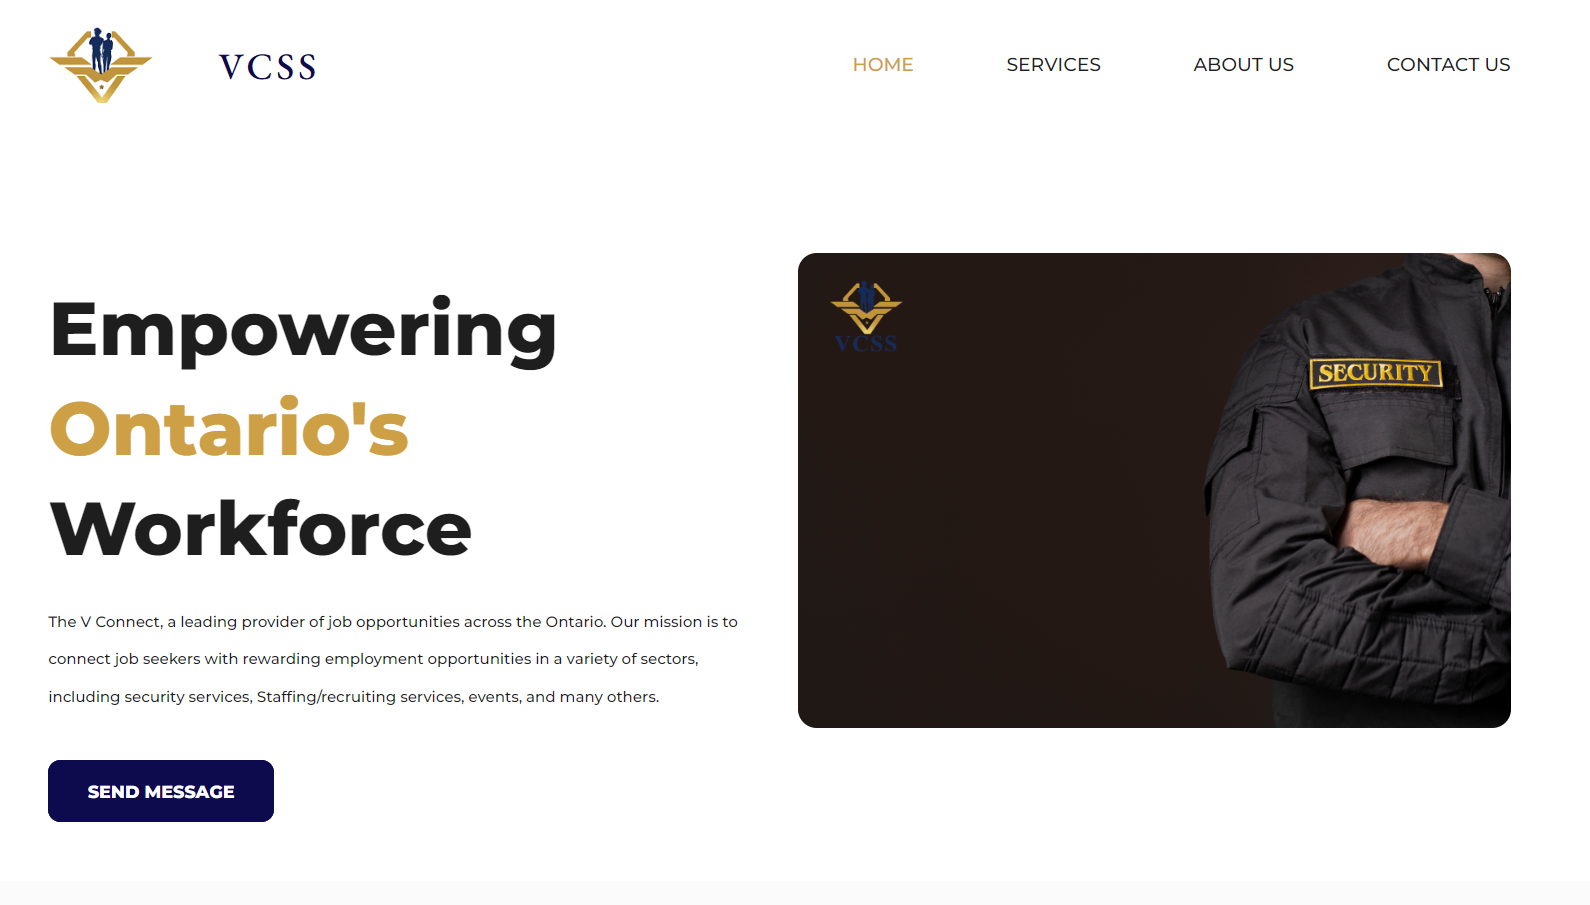 VCSS
HOME
SERVICES
ABOUT US
CONTACT US
Empowering
Ontario's
Workforce
The V Connect, a leading provider of job opportunities across the Ontario. Our mission is to
connect job seekers with rewarding employment opportunities in a variety of sectors,
including security services, Staffing/recruiting services, events, and many others.
SEND MESSAGE
VCSS
SECURITY